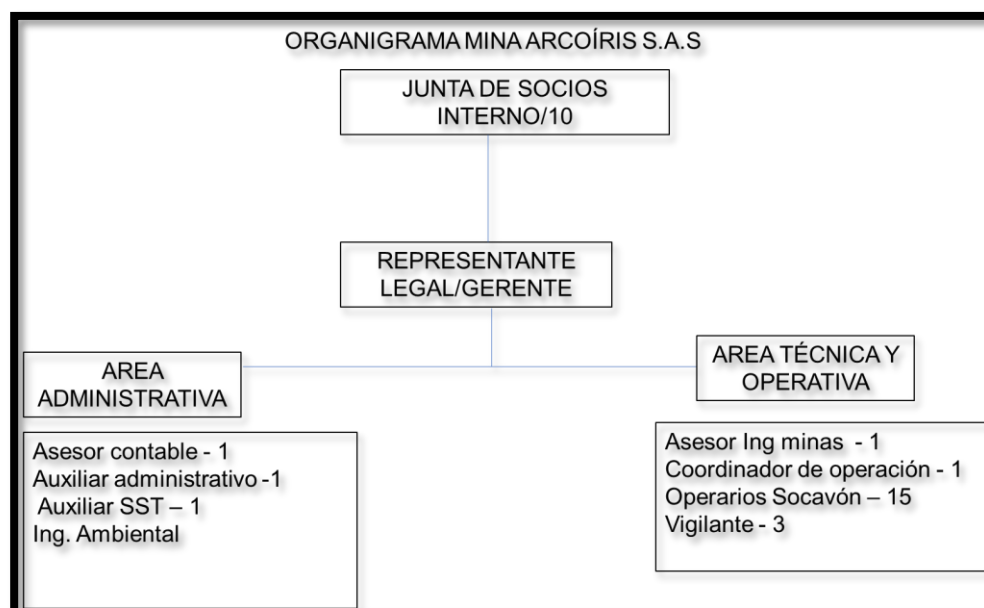 ORGANIGRAMA MINA ARCOÍRIS S.A.S
JUNTA DE SOCIOS
INTERNO/10
REPRESENTANTE
LEGAL/GERENTE
AREA
ADMINISTRATIVA
Asesor contable - 1
Auxiliar administrativo -1
Auxiliar SST – 1
Ing. Ambiental
AREA TÉCNICA Y
OPERATIVA
Asesor Ing minas - 1
Coordinador de operación - 1
Operarios Socavón – 15
Vigilante - 3